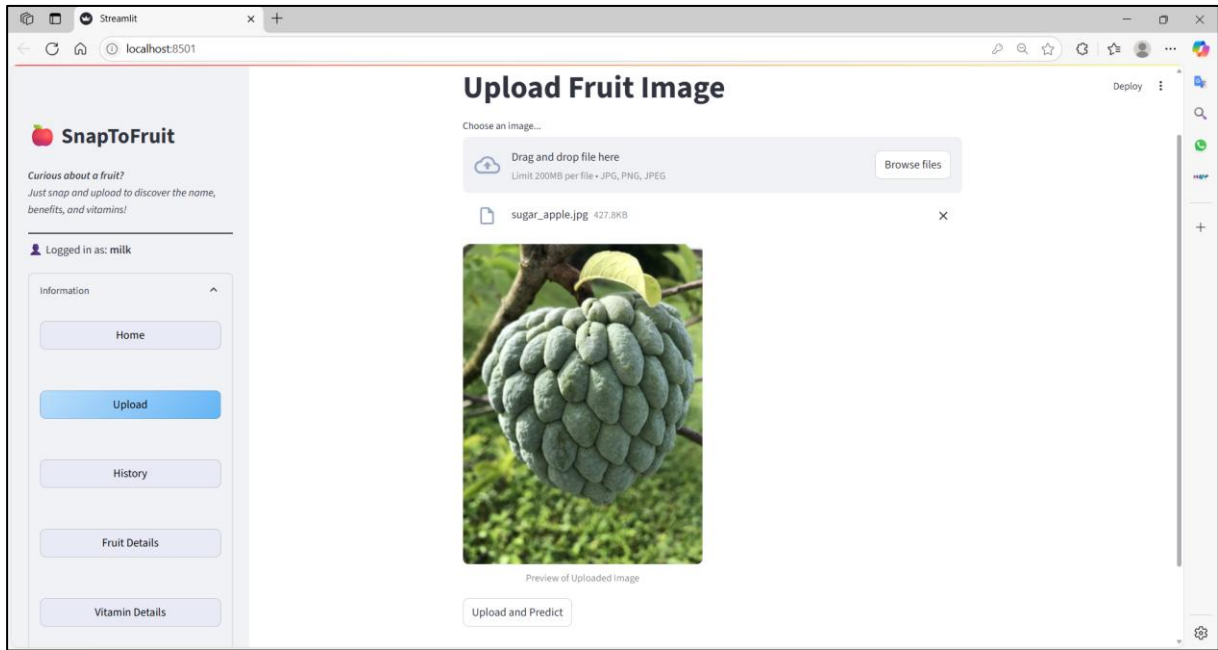 Streamlit
localhost:8501
Deploy
SnapToFruit
Curious about a fruit?
Just snap and upload to discover the name,
benefits, and vitamins!
Logged in as: milk
Information
Home
Upload
History
Fruit Details
Vitamin Details
Upload Fruit Image
Choose an image...
Drag and drop file here
Limit 200MB per file • JPG, PNG, JPEG
Browse files
sugar_apple.jpg 427.8KB
Preview of Uploaded Image
Upload and Predict